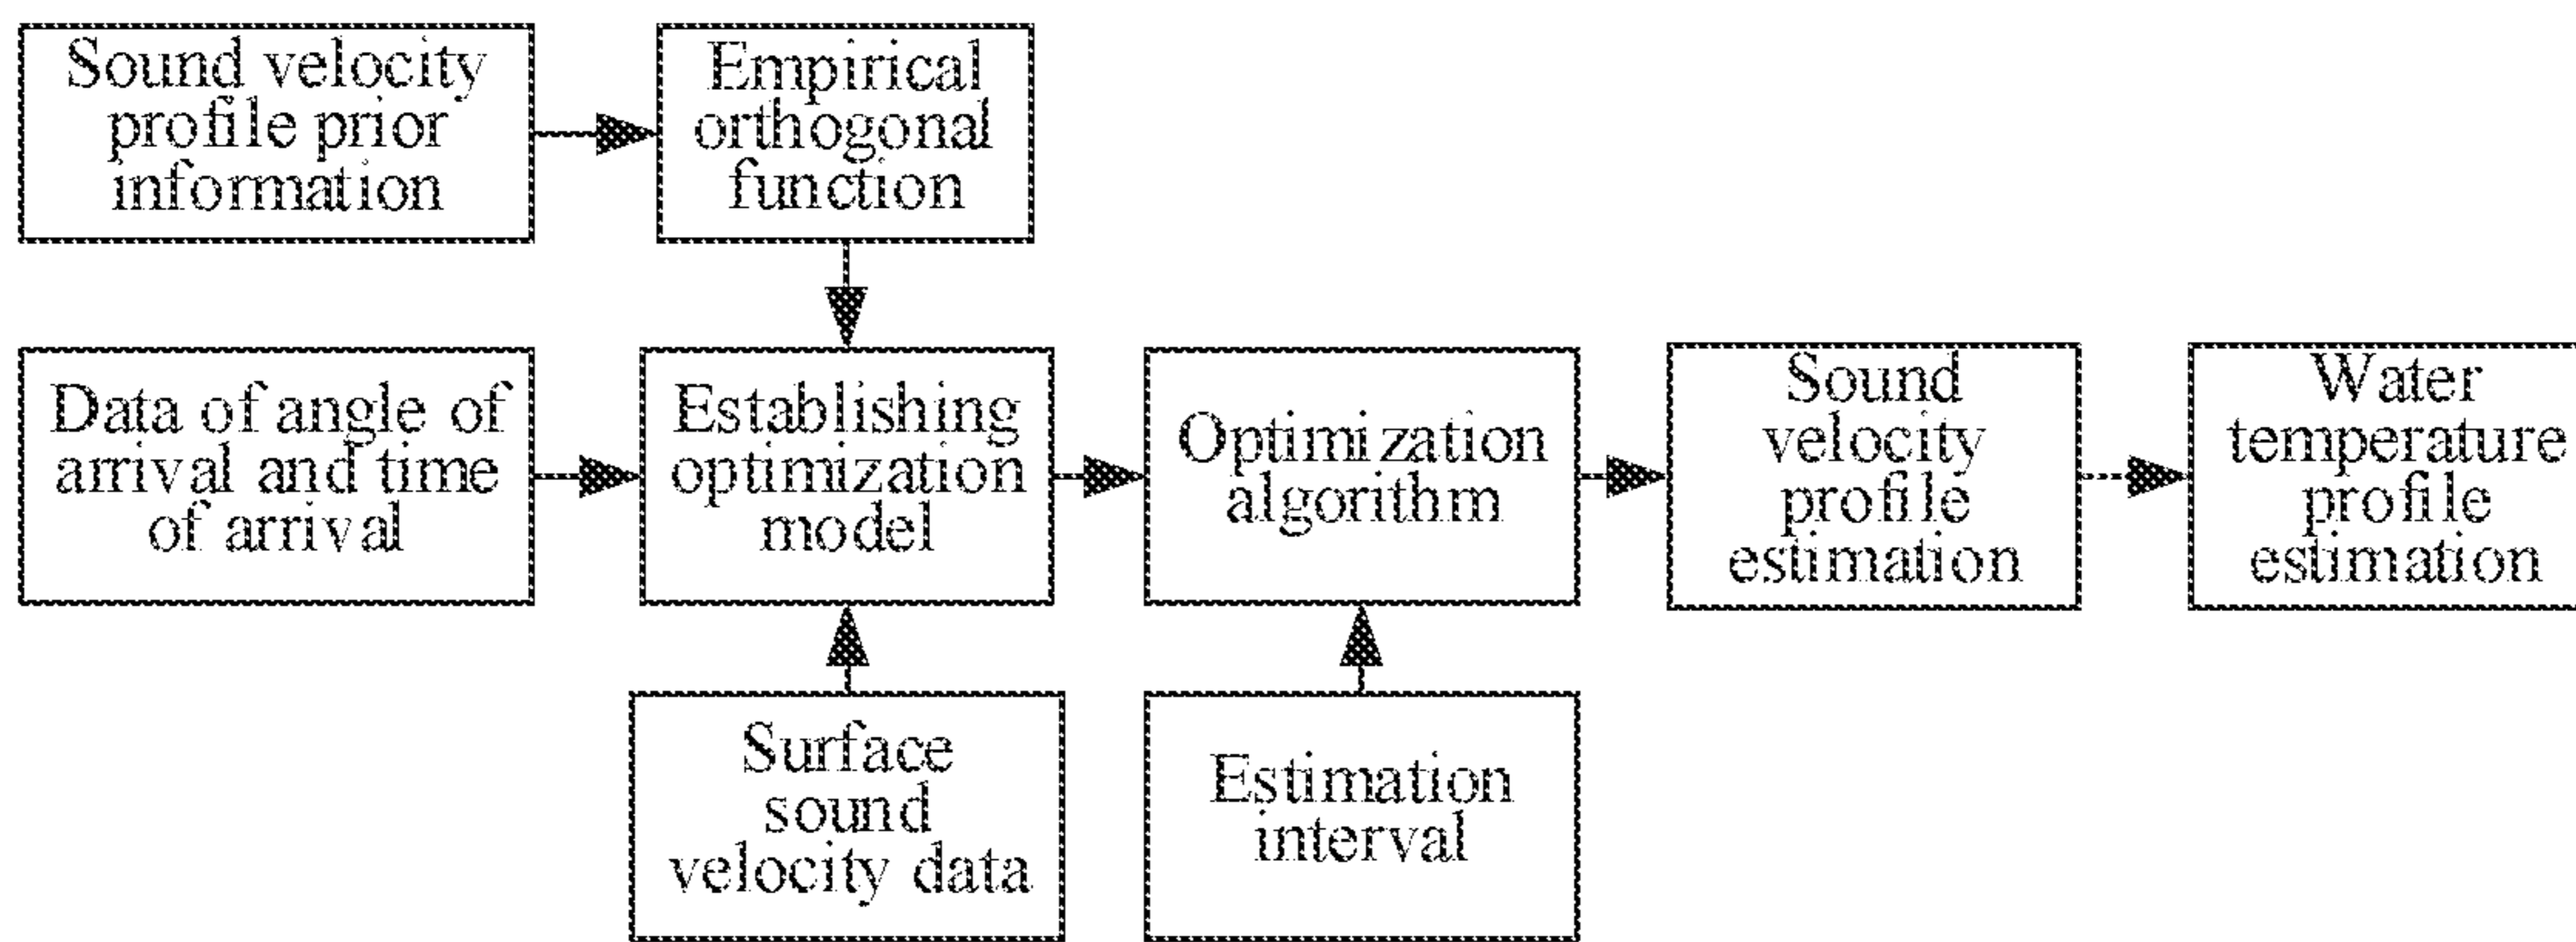 Sound velocity
profile prior
information
Empirical
orthogonal
function
Data of angle of
arrival and time
of arrival
Establishing
optimization
model
Optimization
algorithm
Sound
velocity
profile
estimation
Water
temperature
profile
estimation
Surface
sound
velocity data
Estimation
interval